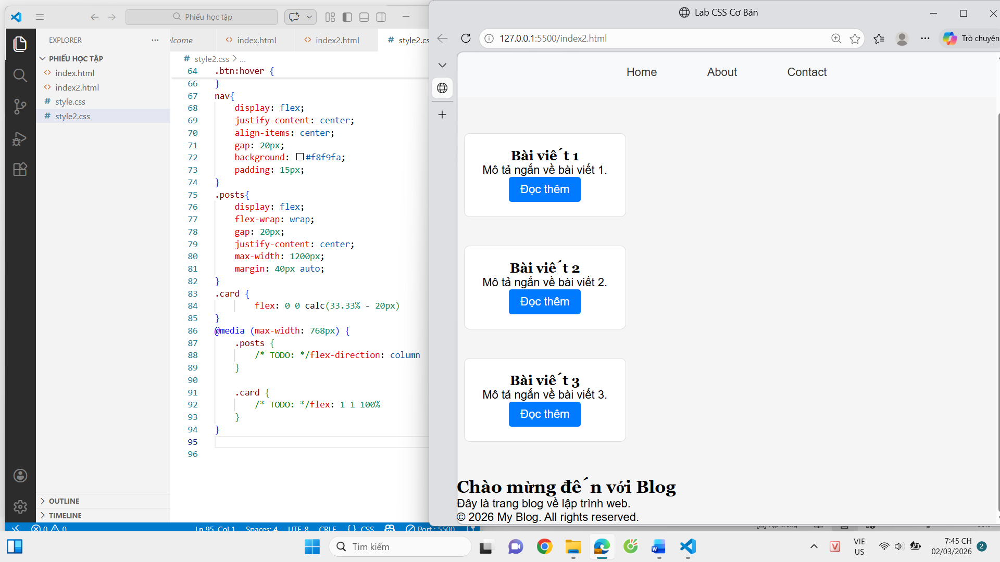 Phiếu học tập
Lab CSS Cơ Bản
EXPLORER
elcome
index.html
index2.html
# style2.cs
127.0.0.1:5500/index2.html
Trò chuyện
PHIẾU HỌC TẬP
index.html
index2.html
# style.css
# style2.css
# style2.css > ...
64 .btn:hover {
66 }
67 nav{
68 display: flex;
69 justify-content: center;
70 align-items: center;
71 gap: 20px;
72 background: #f8f9fa;
73 padding: 15px;
74 }
75 .posts{
76 display: flex;
77 flex-wrap: wrap;
78 gap: 20px;
79 justify-content: center;
80 max-width: 1200px;
81 margin: 40px auto;
82 }
83 .card {
84 flex: 0 0 calc(33.33% - 20px)
85 }
86 @media (max-width: 768px) {
87 .posts {
88 /* TODO: */flex-direction: column
89 }
90
91 .card {
92 /* TODO: */flex: 1 1 100%
93 }
94 }
95
96
Home About Contact
Bài viết 1
Mô tả ngắn về bài viết 1.
Đọc thêm
Bài viết 2
Mô tả ngắn về bài viết 2.
Đọc thêm
Bài viết 3
Mô tả ngắn về bài viết 3.
Đọc thêm
Chào mừng đến với Blog
Đây là trang blog về lập trình web.
© 2026 My Blog. All rights reserved.
OUTLINE
TIMELINE
0 0 Ln 95, Col 1 Spaces: 4 UTF-8 CRLF {} CSS Port : 5500
Tìm kiếm
VIE
US
7:45 CH
02/03/2026
2